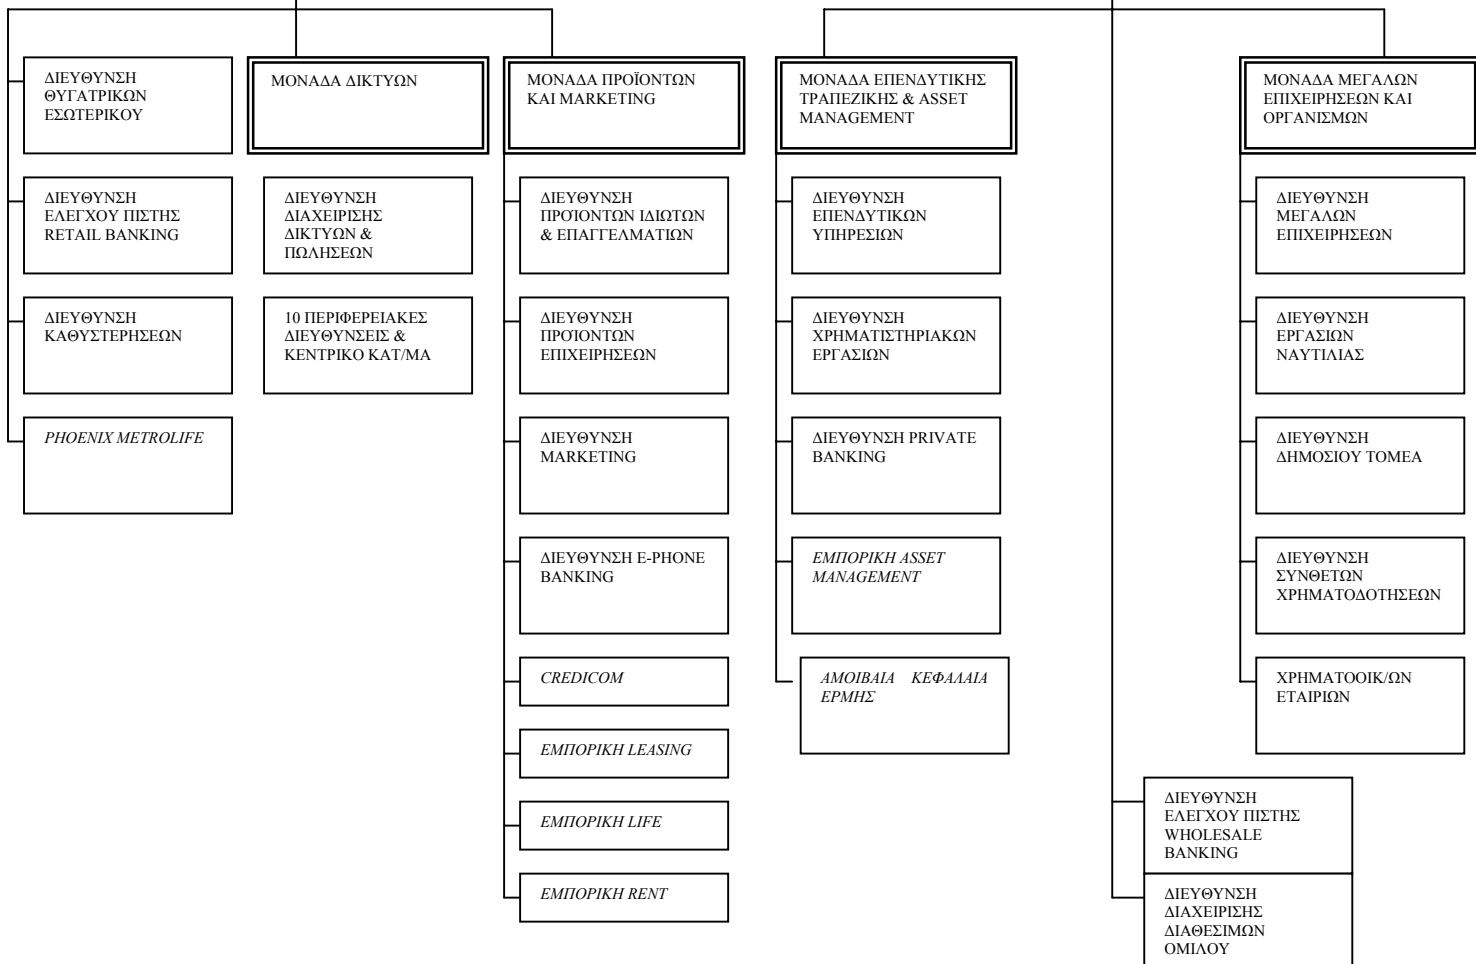 ΔΙΕΥΘΥΝΣΗ
ΘΥΓΑΤΡΙΚΩΝ
ΕΣΩΤΕΡΙΚΟΥ
ΔΙΕΥΘΥΝΣΗ
ΕΛΕΓΧΟΥ ΠΙΣΤΗΣ
RETAIL BANKING
ΔΙΕΥΘΥΝΣΗ
ΚΑΘΥΣΤΕΡΗΣΕΩΝ
PHOENIX METROLIFE
ΜΟΝΑΔΑ ΔΙΚΤΥΩΝ
ΔΙΕΥΘΥΝΣΗ
ΔΙΑΧΕΙΡΙΣΗΣ
ΔΙΚΤΥΩΝ &
ΠΩΛΗΣΕΩΝ
10 ΠΕΡΙΦΕΡΕΙΑΚΕΣ
ΔΙΕΥΘΥΝΣΕΙΣ &
ΚΕΝΤΡΙΚΟ ΚΑΤ/ΜΑ
ΜΟΝΑΔΑ ΠΡΟΪΟΝΤΩΝ
ΚΑΙ MARKETING
ΔΙΕΥΘΥΝΣΗ
ΠΡΟΪΟΝΤΩΝ ΙΔΙΩΤΩΝ
& ΕΠΑΓΓΕΛΜΑΤΙΩΝ
ΔΙΕΥΘΥΝΣΗ
ΠΡΟΪΟΝΤΩΝ
ΕΠΙΧΕΙΡΗΣΕΩΝ
ΔΙΕΥΘΥΝΣΗ
MARKETING
ΔΙΕΥΘΥΝΣΗ E-PHONE
BANKING
CREDICOM
ΕΜΠΟΡΙΚΗ LEASING
ΕΜΠΟΡΙΚΗ LIFE
ΕΜΠΟΡΙΚΗ RENT
ΜΟΝΑΔΑ ΕΠΕΝΔΥΤΙΚΗΣ
ΤΡΑΠΕΖΙΚΗΣ & ASSET
MANAGEMENT
ΔΙΕΥΘΥΝΣΗ
ΕΠΕΝΔΥΤΙΚΩΝ
ΥΠΗΡΕΣΙΩΝ
ΔΙΕΥΘΥΝΣΗ
ΧΡΗΜΑΤΙΣΤΗΡΙΑΚΩΝ
ΕΡΓΑΣΙΩΝ
ΔΙΕΥΘΥΝΣΗ PRIVATE
BANKING
ΕΜΠΟΡΙΚΗ ASSET
MANAGEMENT
ΑΜΟΙΒΑΙΑ ΚΕΦΑΛΑΙΑ
ΕΡΜΗΣ
ΜΟΝΑΔΑ ΜΕΓΑΛΩΝ
ΕΠΙΧΕΙΡΗΣΕΩΝ ΚΑΙ
ΟΡΓΑΝΙΣΜΩΝ
ΔΙΕΥΘΥΝΣΗ
ΜΕΓΑΛΩΝ
ΕΠΙΧΕΙΡΗΣΕΩΝ
ΔΙΕΥΘΥΝΣΗ
ΕΡΓΑΣΙΩΝ
ΝΑΥΤΙΛΙΑΣ
ΔΙΕΥΘΥΝΣΗ
ΔΗΜΟΣΙΟΥ ΤΟΜΕΑ
ΔΙΕΥΘΥΝΣΗ
ΣΥΝΘΕΤΩΝ
ΧΡΗΜΑΤΟΔΟΤΗΣΕΩΝ
ΧΡΗΜΑΤΟΟΙΚ/ΩΝ
ΕΤΑΙΡΙΩΝ
ΔΙΕΥΘΥΝΣΗ
ΕΛΕΓΧΟΥ ΠΙΣΤΗΣ
WHOLESALE
BANKING
ΔΙΕΥΘΥΝΣΗ
ΔΙΑΧΕΙΡΙΣΗΣ
ΔΙΑΘΕΣΙΜΩΝ
ΟΜΙΛΟΥ